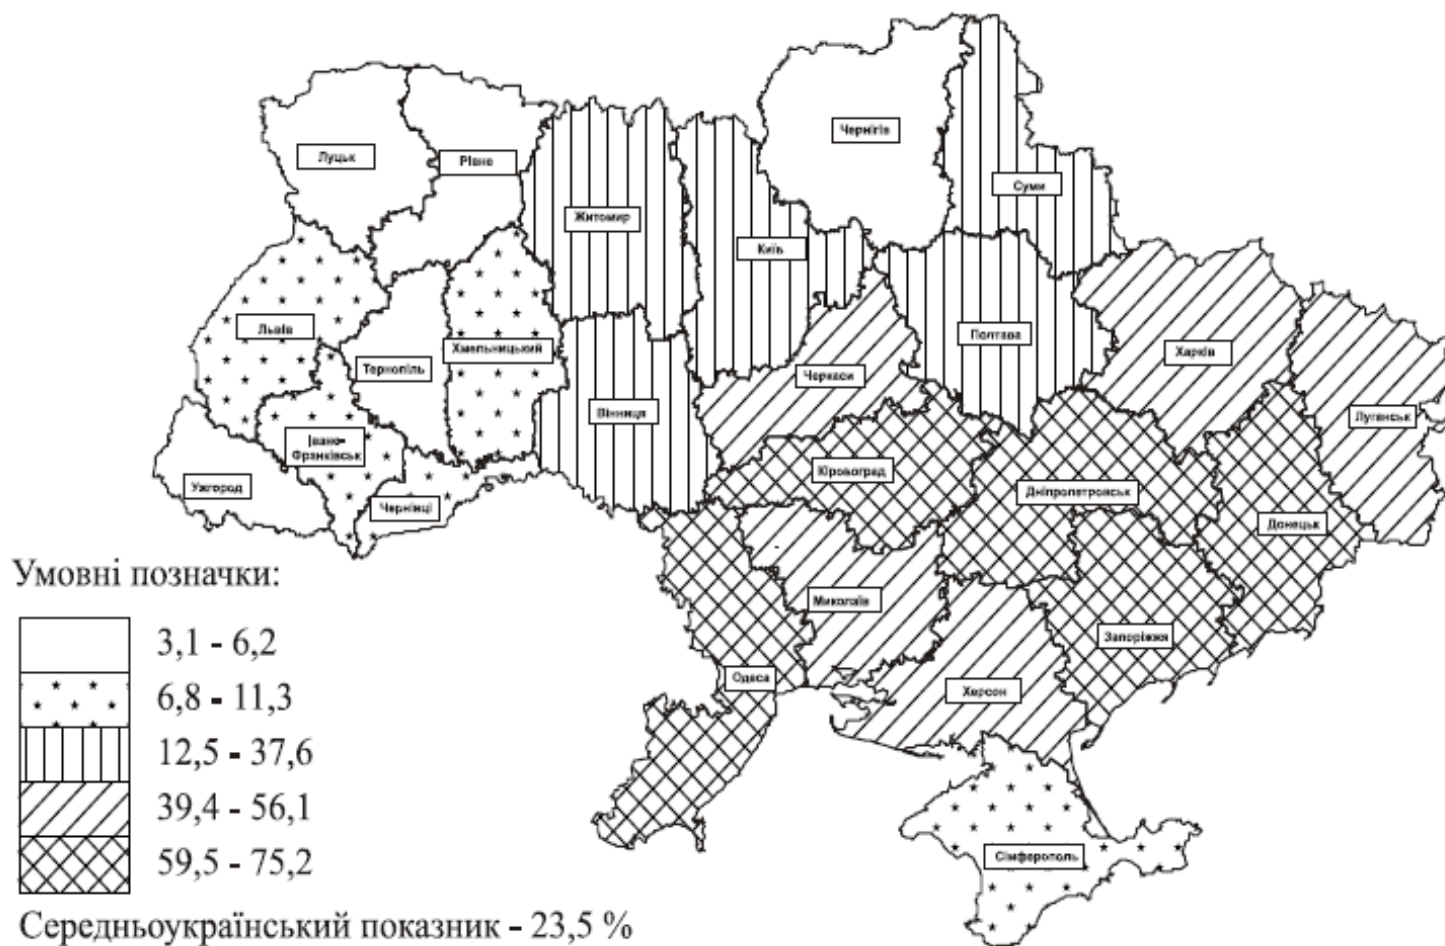 Чернігів
Луцьк
Рівне
Суми
Житомир
Київ
Львів
Хмельницький
Полтава
Харків
Тернопіль
Черкаси
Вінниця
Луганськ
Івано-
Франківськ
Кіровоград
Ужгород
Чернівці
Дніпропетровськ
Донецьк
Миколаїв
Запоріжжя
Одеса
Херсон
Сімферополь
Умовні позначки:
3,1 - 6,2
6,8 - 11,3
12,5 - 37,6
39,4 - 56,1
59,5 - 75,2
Середньоукраїнський показник - 23,5 %